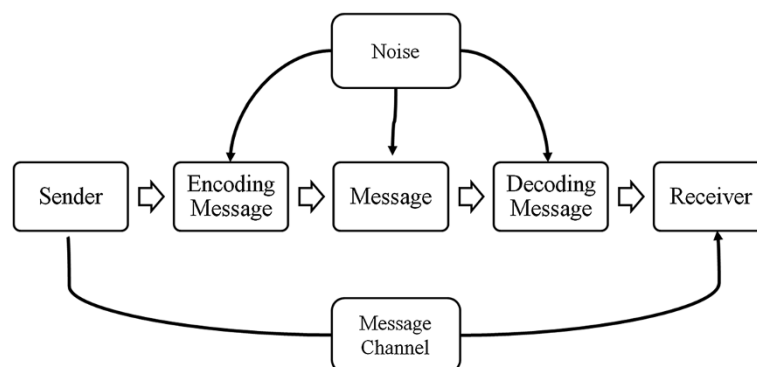 Noise
Sender
Encoding
Message
Message
Decoding
Message
Receiver
Message
Channel